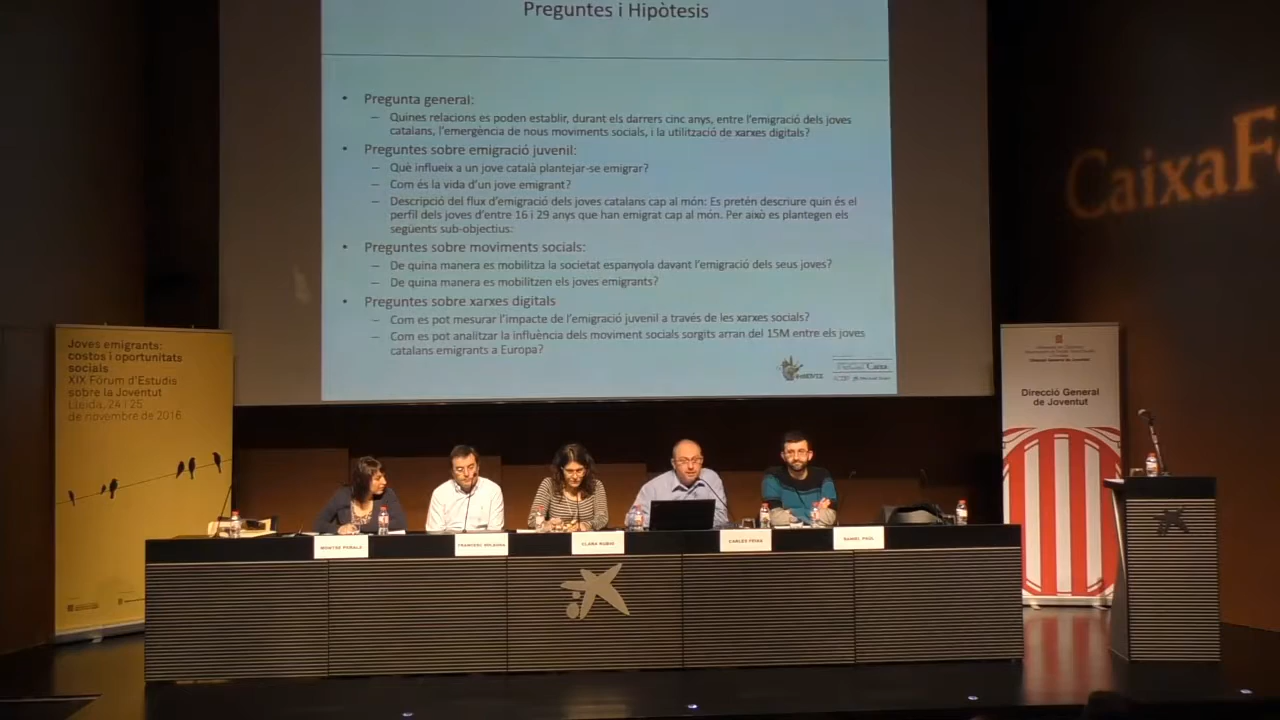 Preguntes i Hipòtesis
• Pregunta general:
– Quines relacions es poden establir, durant els darrers cinc anys, entre l'emigració dels joves
catalans, l'emergència de nous moviments socials, i la utilització de xarxes digitals?
• Preguntes sobre emigració juvenil:
– Què influeix a un jove català plantejar-se emigrar?
– Com és la vida d'un jove emigrant?
– Descripció del flux d'emigració dels joves catalans cap al món: Es pretén descriure quin és el
perfil dels joves d'entre 16 i 29 anys que han emigrat cap al món. Per això es plantegen els
següents sub-objectius:
• Preguntes sobre moviments socials:
– De quina manera es mobilitza la societat espanyola davant l'emigració dels seus joves?
– De quina manera es mobilitzen els joves emigrants?
• Preguntes sobre xarxes digitals
– Com es pot mesurar l'impacte de l'emigració juvenil a través de les xarxes socials?
– Com es pot analitzar la influència dels moviment socials sorgits arran del 15M entre els joves
catalans emigrants a Europa?
CaixaFo
Joves emigrants:
costos i oportunitats
socials
XIX Fòrum d'Estudis
sobre la Joventut
Lleida, 24 i 25
de novembre de 2016
Direcció General
de Joventut
MONTSE
FRANCESC
CLARA RUBIO
CARLES FEIXA
DANIEL